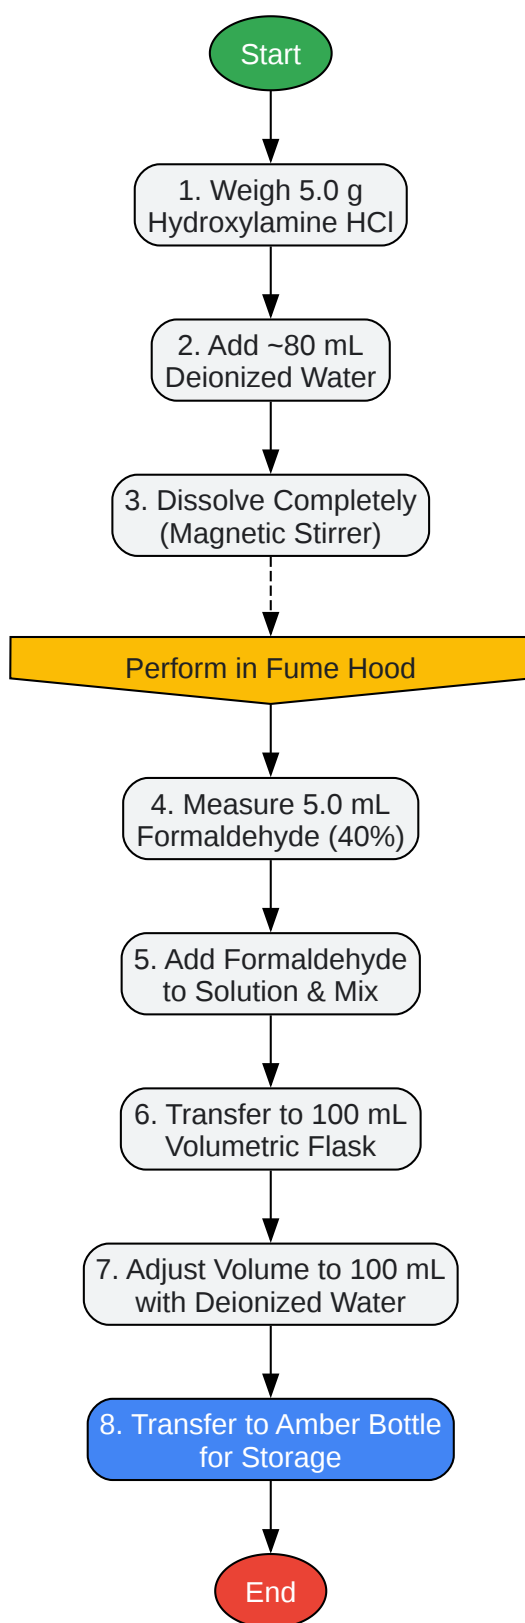 Start
1. Weigh 5.0 g
Hydroxylamine HCl
2. Add ~80 mL
Deionized Water
3. Dissolve Completely
(Magnetic Stirrer)
Perform in Fume Hood
4. Measure 5.0 mL
Formaldehyde (40%)
5. Add Formaldehyde
to Solution & Mix
6. Transfer to 100 mL
Volumetric Flask
7. Adjust Volume to 100 mL
with Deionized Water
8. Transfer to Amber Bottle
for Storage
End